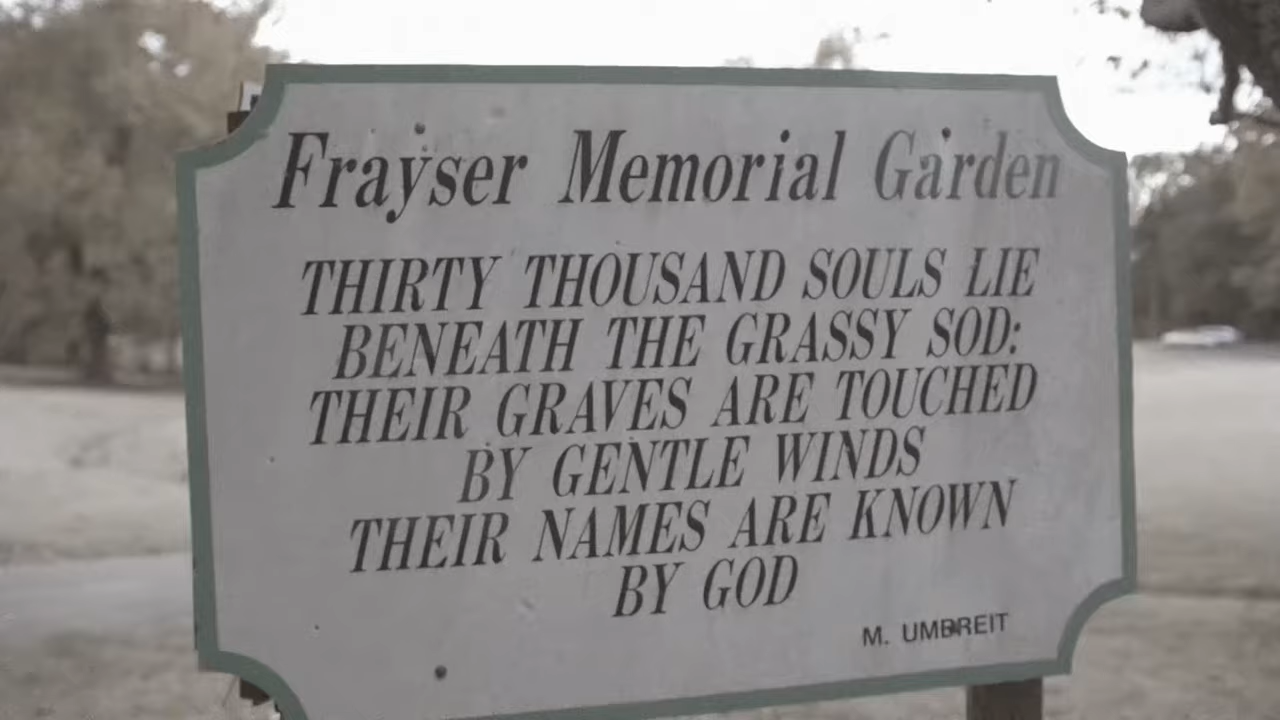 Frayser Memorial Garden
THIRTY THOUSAND SOULS LIE
BENEATH THE GRASSY SOD:
THEIR GRAVES ARE TOUCHED
BY GENTLE WINDS
THEIR NAMES ARE KNOWN
BY GOD
M. UMBREIT